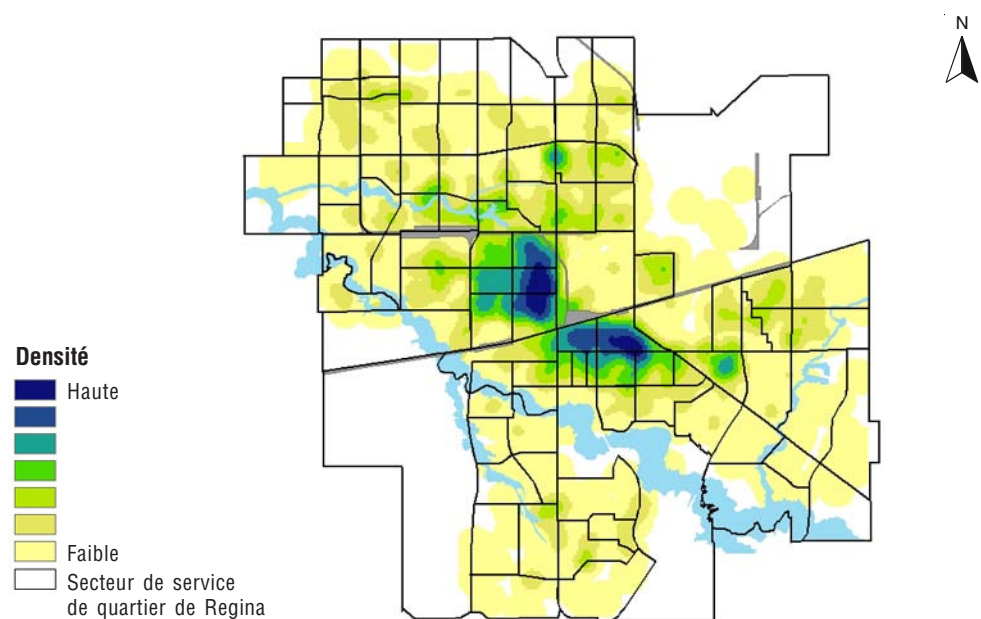 N
Densité
Haute
Faible
Secteur de service
de quartier de Regina